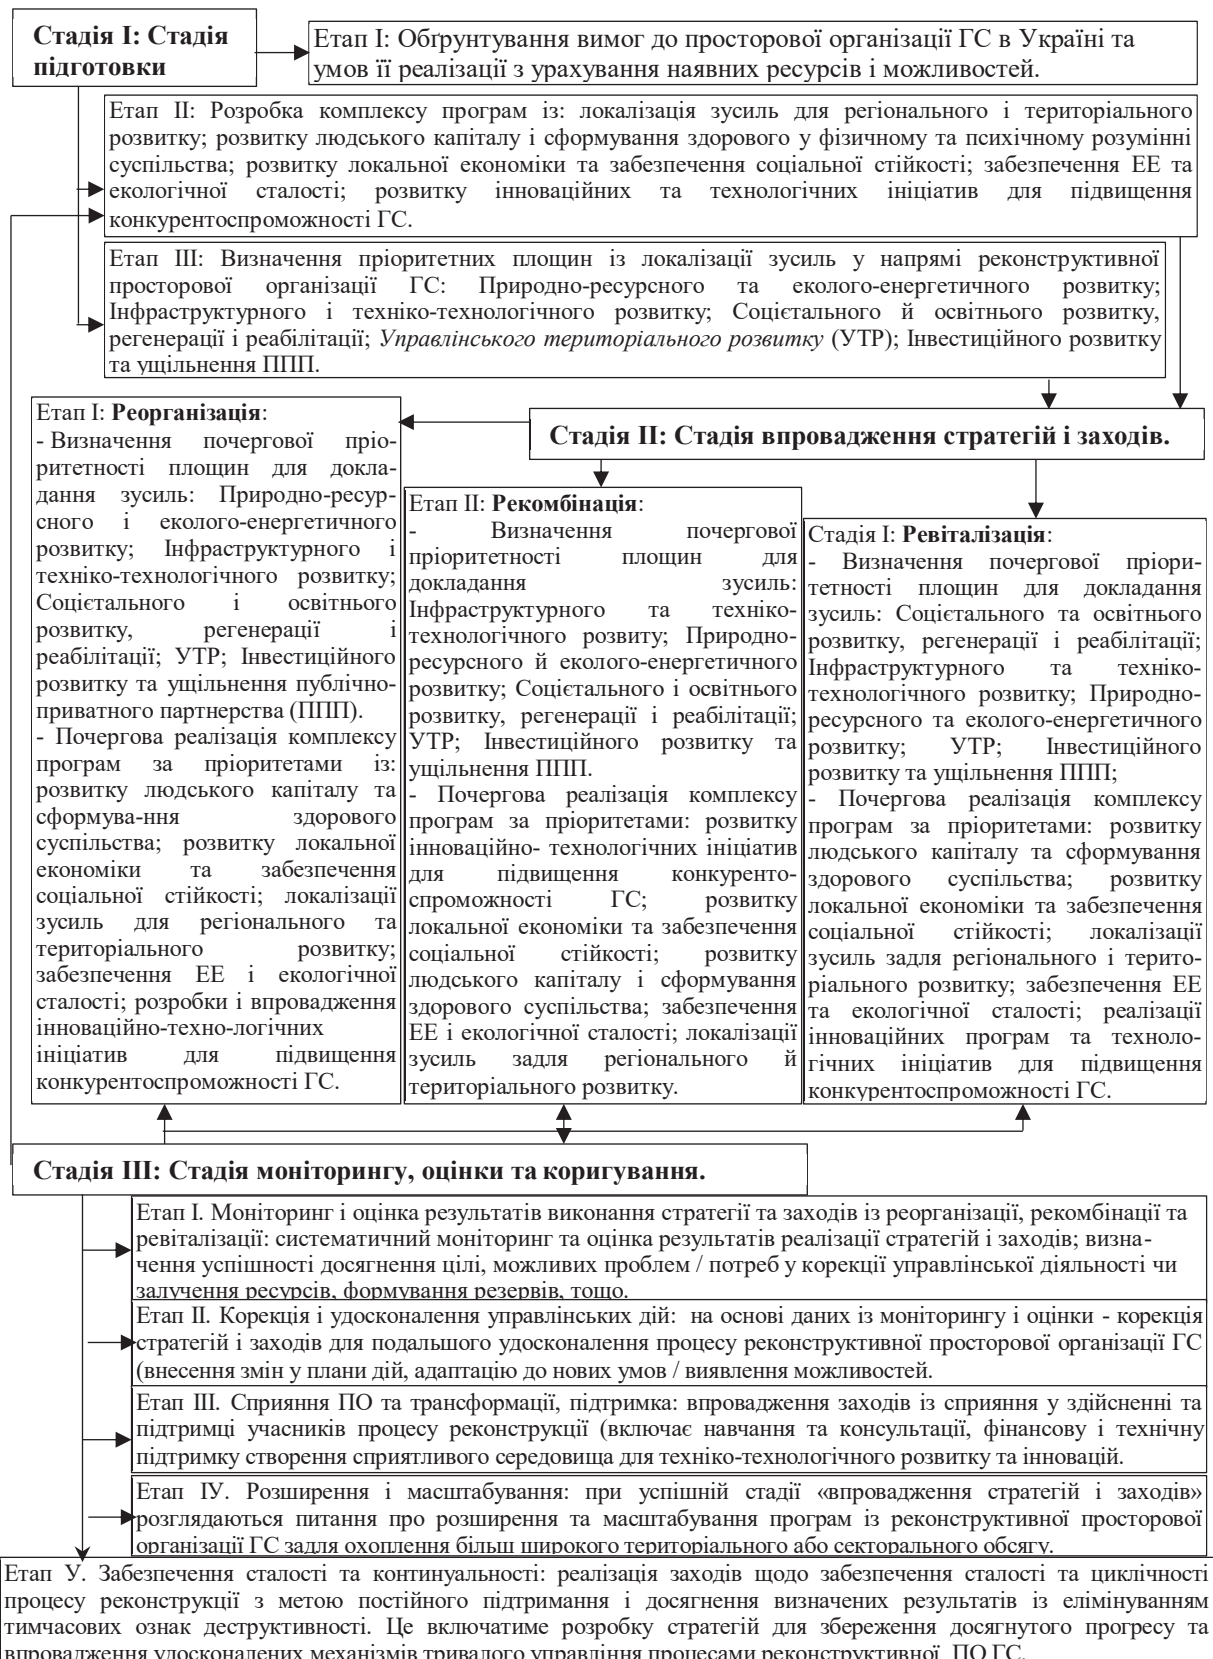 Стадія І: Стадія
підготовки
Етап І: Обґрунтування вимог до просторової організації ГС в Україні та
умов її реалізації з урахування наявних ресурсів і можливостей.
Етап ІІ: Розробка комплексу програм із: локалізація зусиль для регіонального і територіального
розвитку; розвитку людського капіталу і сформування здорового у фізичному та психічному розумінні
суспільства; розвитку локальної економіки та забезпечення соціальної стійкості; забезпечення ЕЕ та
екологічної сталості; розвитку інноваційних та технологічних ініціатив для підвищення
конкурентоспроможності ГС.
Етап ІІІ: Визначення пріоритетних площин із локалізації зусиль у напрямі реконструктивної
просторової організації ГС: Природно-ресурсного та еколого-енергетичного розвитку;
Інфраструктурного і техніко-технологічного розвитку; Соцієтального й освітнього розвитку,
регенерації і реабілітації; Управлінського територіального розвитку (УТР); Інвестиційного розвитку
та ущільнення ППП.
Стадія ІІ: Стадія впровадження стратегій і заходів.
Етап І: Реорганізація:
- Визначення почергової пріо-
ритетності площин для докла-
дання зусиль: Природно-ресур-
сного і еколого-енергетичного
розвитку; Інфраструктурного і
техніко-технологічного розвитку;
Соцієтального і освітнього
розвитку, регенерації і
реабілітації; УТР; Інвестиційного
розвитку та ущільнення публічно-
приватного партнерства (ППП).
- Почергова реалізація комплексу
програм за пріоритетами із:
розвитку людського капіталу та
сформува-ння здорового
суспільства; розвитку локальної
економіки та забезпечення
соціальної стійкості; локалізації
зусиль для регіонального та
територіального розвитку;
забезпечення ЕЕ і екологічної
сталості; розробки і впровадження
інноваційно-техно-логічних
ініціатив для підвищення
конкурентоспроможності ГС.
Етап ІІ: Рекомбінація:
- Визначення почергової
пріоритетності площин для
докладання зусиль:
Інфраструктурного та техніко-
технологічного розвиту; Природно-
ресурсного й еколого-енергетичного
розвитку; Соцієтального і освітнього
розвитку, регенерації і реабілітації;
УТР; Інвестиційного розвитку та
ущільнення ППП.
- Почергова реалізація комплексу
програм за пріоритетами: розвитку
інноваційно- технологічних ініціатив
для підвищення конкуренто-
спроможності ГС; розвитку
локальної економіки та забезпечення
соціальної стійкості; розвитку
людського капіталу і сформування
здорового суспільства; забезпечення
ЕЕ і екологічної сталості; локалізації
зусиль задля регіонального й
територіального розвитку.
Стадія І: Ревіталізація:
- Визначення почергової пріори-
тетності площин для докладання
зусиль: Соцієтального та освітнього
розвитку, регенерації і реабілітації;
Інфраструктурного та техніко-
технологічного розвитку; Природно-
ресурсного та еколого-енергетичного
розвитку; УТР; Інвестиційного
розвитку та ущільнення ППП;
- Почергова реалізація комплексу
програм за пріоритетами: розвитку
людського капіталу та сформування
здорового суспільства; розвитку
локальної економіки та забезпечення
соціальної стійкості; локалізації
зусиль задля регіонального і терито-
ріального розвитку; забезпечення ЕЕ
та екологічної сталості; реалізації
інноваційних програм та техноло-
гічних ініціатив для підвищення
конкурентоспроможності ГС.
Стадія ІІІ: Стадія моніторингу, оцінки та коригування.
Етап І. Моніторинг і оцінка результатів виконання стратегії та заходів із реорганізації, рекомбінації та
ревіталізації: систематичний моніторинг та оцінка результатів реалізації стратегій і заходів; визна-
чення успішності досягнення цілі, можливих проблем / потреб у корекції управлінської діяльності чи
залучення ресурсів, формування резервів, тощо.
Етап ІІ. Корекція і удосконалення управлінських дій: на основі даних із моніторингу і оцінки - корекція
стратегій і заходів для подальшого удосконалення процесу реконструктивної просторової організації ГС
(внесення змін у плани дій, адаптацію до нових умов / виявлення можливостей.
Етап ІІІ. Сприяння ПО та трансформації, підтримка: впровадження заходів із сприяння у здійсненні та
підтримці учасників процесу реконструкції (включає навчання та консультації, фінансову і технічну
підтримку створення сприятливого середовища для техніко-технологічного розвитку та інновацій.
Етап ІУ. Розширення і масштабування: при успішній стадії «впровадження стратегій і заходів»
розглядаються питання про розширення та масштабування програм із реконструктивної просторової
організації ГС задля охоплення більш широкого територіального або секторального обсягу.
Етап У. Забезпечення сталості та континуальності: реалізація заходів щодо забезпечення сталості та циклічності
процесу реконструкції з метою постійного підтримання і досягнення визначених результатів із елімінуванням
тимчасових ознак деструктивності. Це включатиме розробку стратегій для збереження досягнутого прогресу та
впровадження удосконалених механізмів тривалого управління процесами реконструктивної ПО ГС.